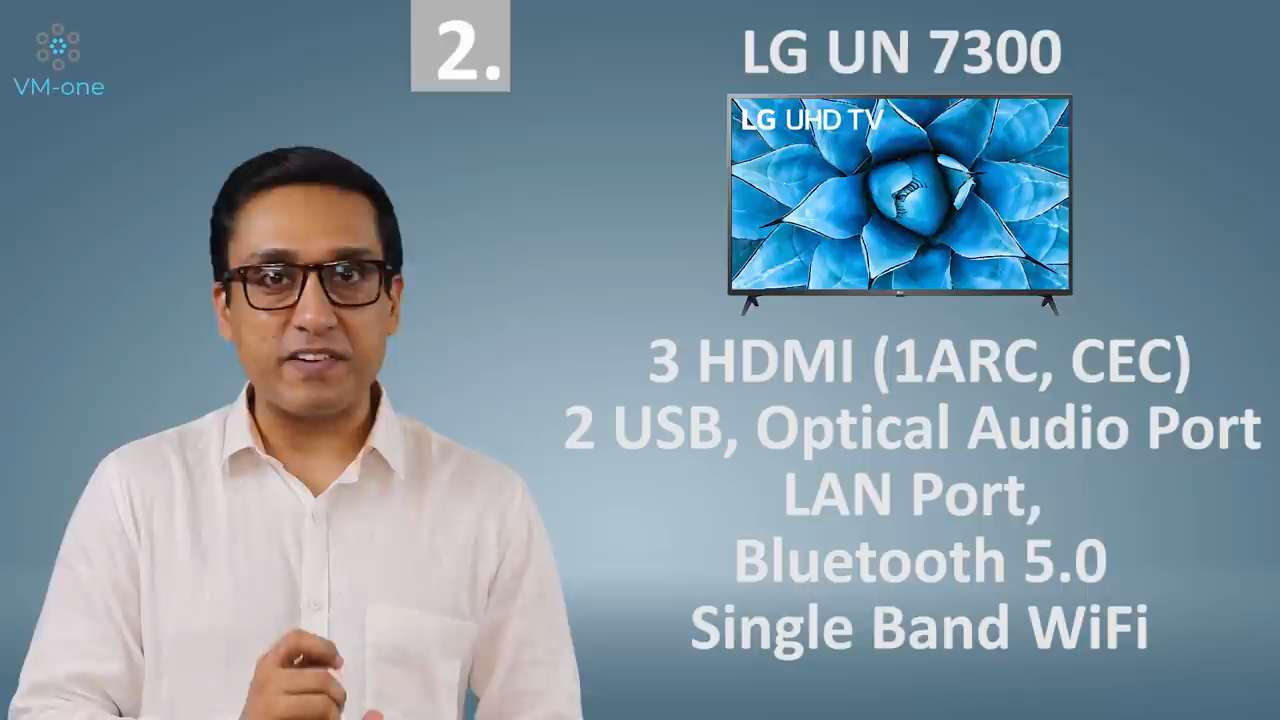 VM-one
2.
LG UN 7300
LG UHD TV
3 HDMI (1ARC, CEC)
2 USB, Optical Audio Port
LAN Port,
Bluetooth 5.0
Single Band WiFi